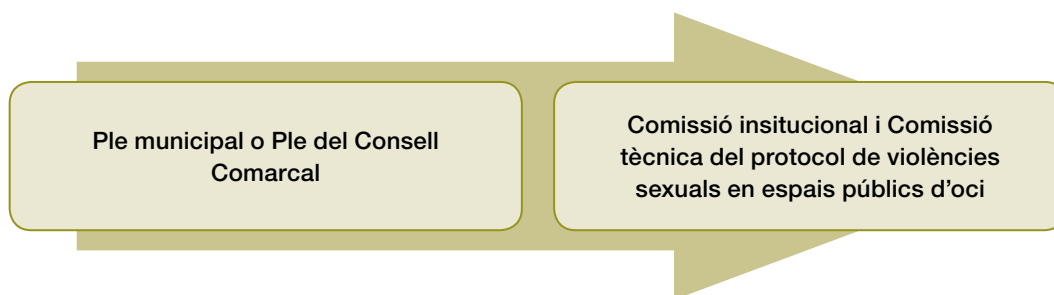 Ple municipal o Ple del Consell
Comarcal
Comissió insitucional i Comissió
tècnica del protocol de violències
sexuals en espais públics d’oci